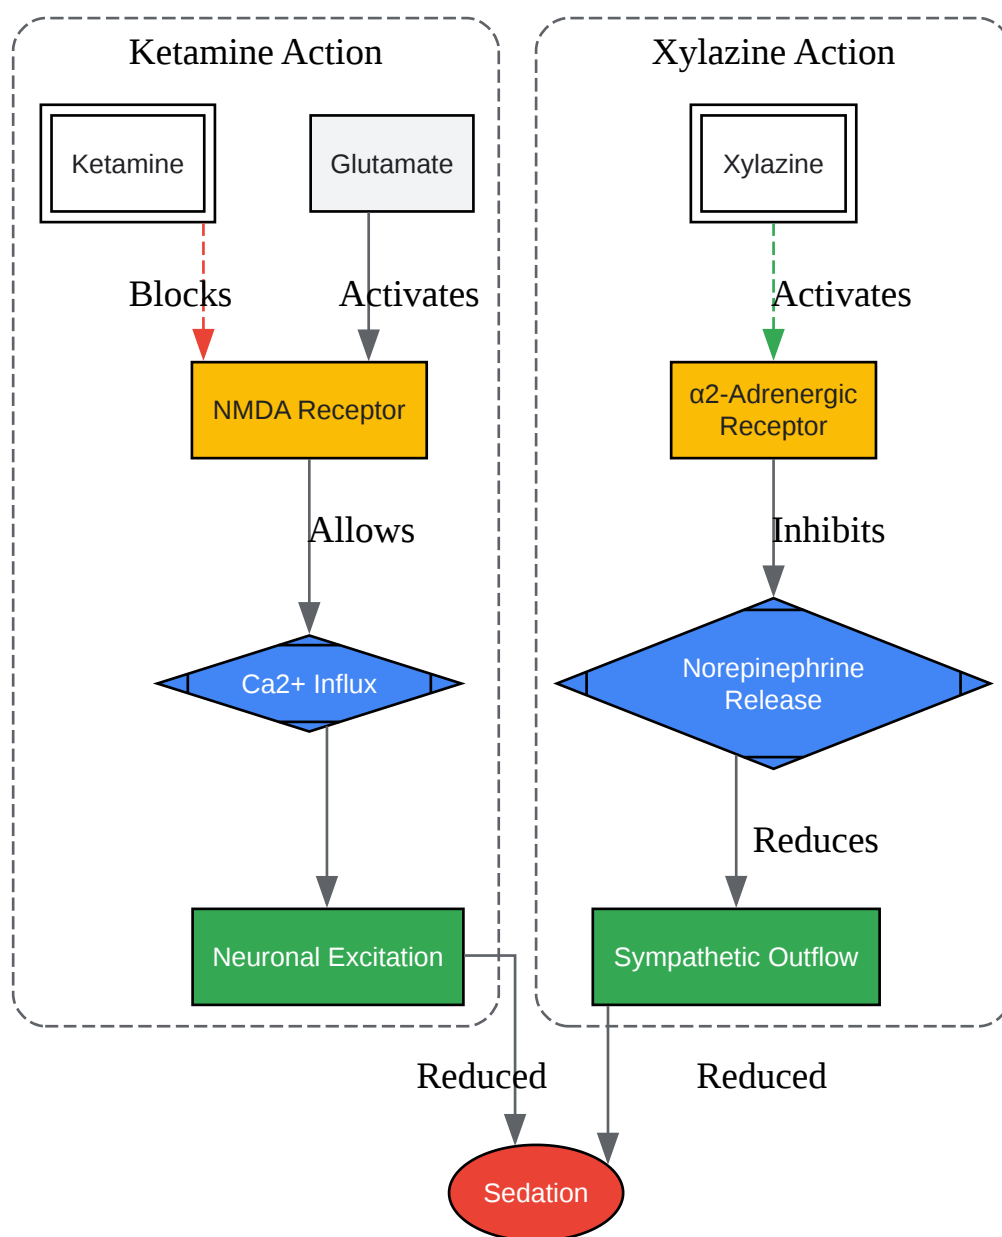 Ketamine Action
Xylazine Action
Ketamine
Glutamate
Xylazine
Blocks
Activates
Activates
NMDA Receptor
α2-Adrenergic
Receptor
Allows
Inhibits
Ca2+ Influx
Norepinephrine
Release
Reduces
Neuronal Excitation
Sympathetic Outflow
Reduced
Reduced
Sedation